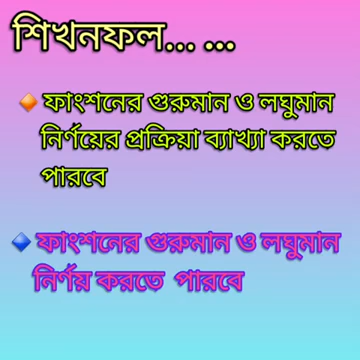 শিখনফল... ...
ফাংশনের গুরুমান ও লঘুমান
নির্ণয়ের প্রক্রিয়া ব্যাখ্যা করতে
পারবে
ফাংশনের গুরুমান ও লঘুমান
নির্ণয় করতে পারবে